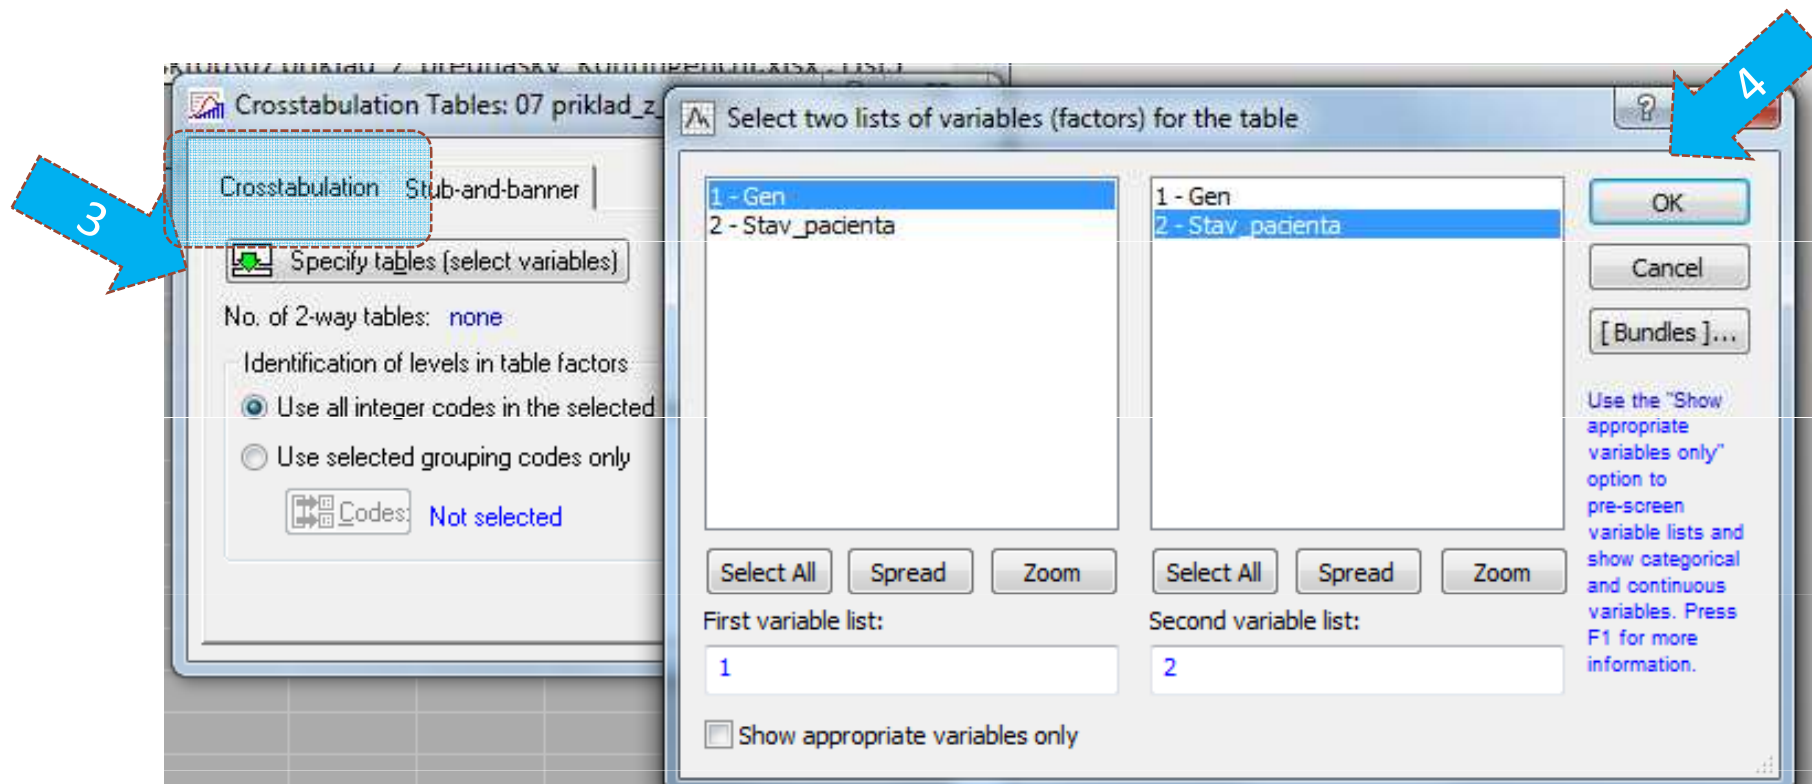 Crosstabulation Tables: 07 priklad_z_
Select two lists of variables (factors) for the table
?
4
3
Crosstabulation
Stub-and-banner
Specify tables (select variables)
No. of 2-way tables: none
Identification of levels in table factors
Use all integer codes in the selected
Use selected grouping codes only
Codes:
Not selected
1 - Gen
2 - Stav_pacienta
1 - Gen
2 - Stav_pacienta
OK
Cancel
[ Bundles ]...
Use the "Show
appropriate
variables only"
option to
pre-screen
variable lists and
show categorical
and continuous
variables. Press
F1 for more
information.
Select All
Spread
Zoom
Select All
Spread
Zoom
First variable list:
Second variable list:
1
2
Show appropriate variables only